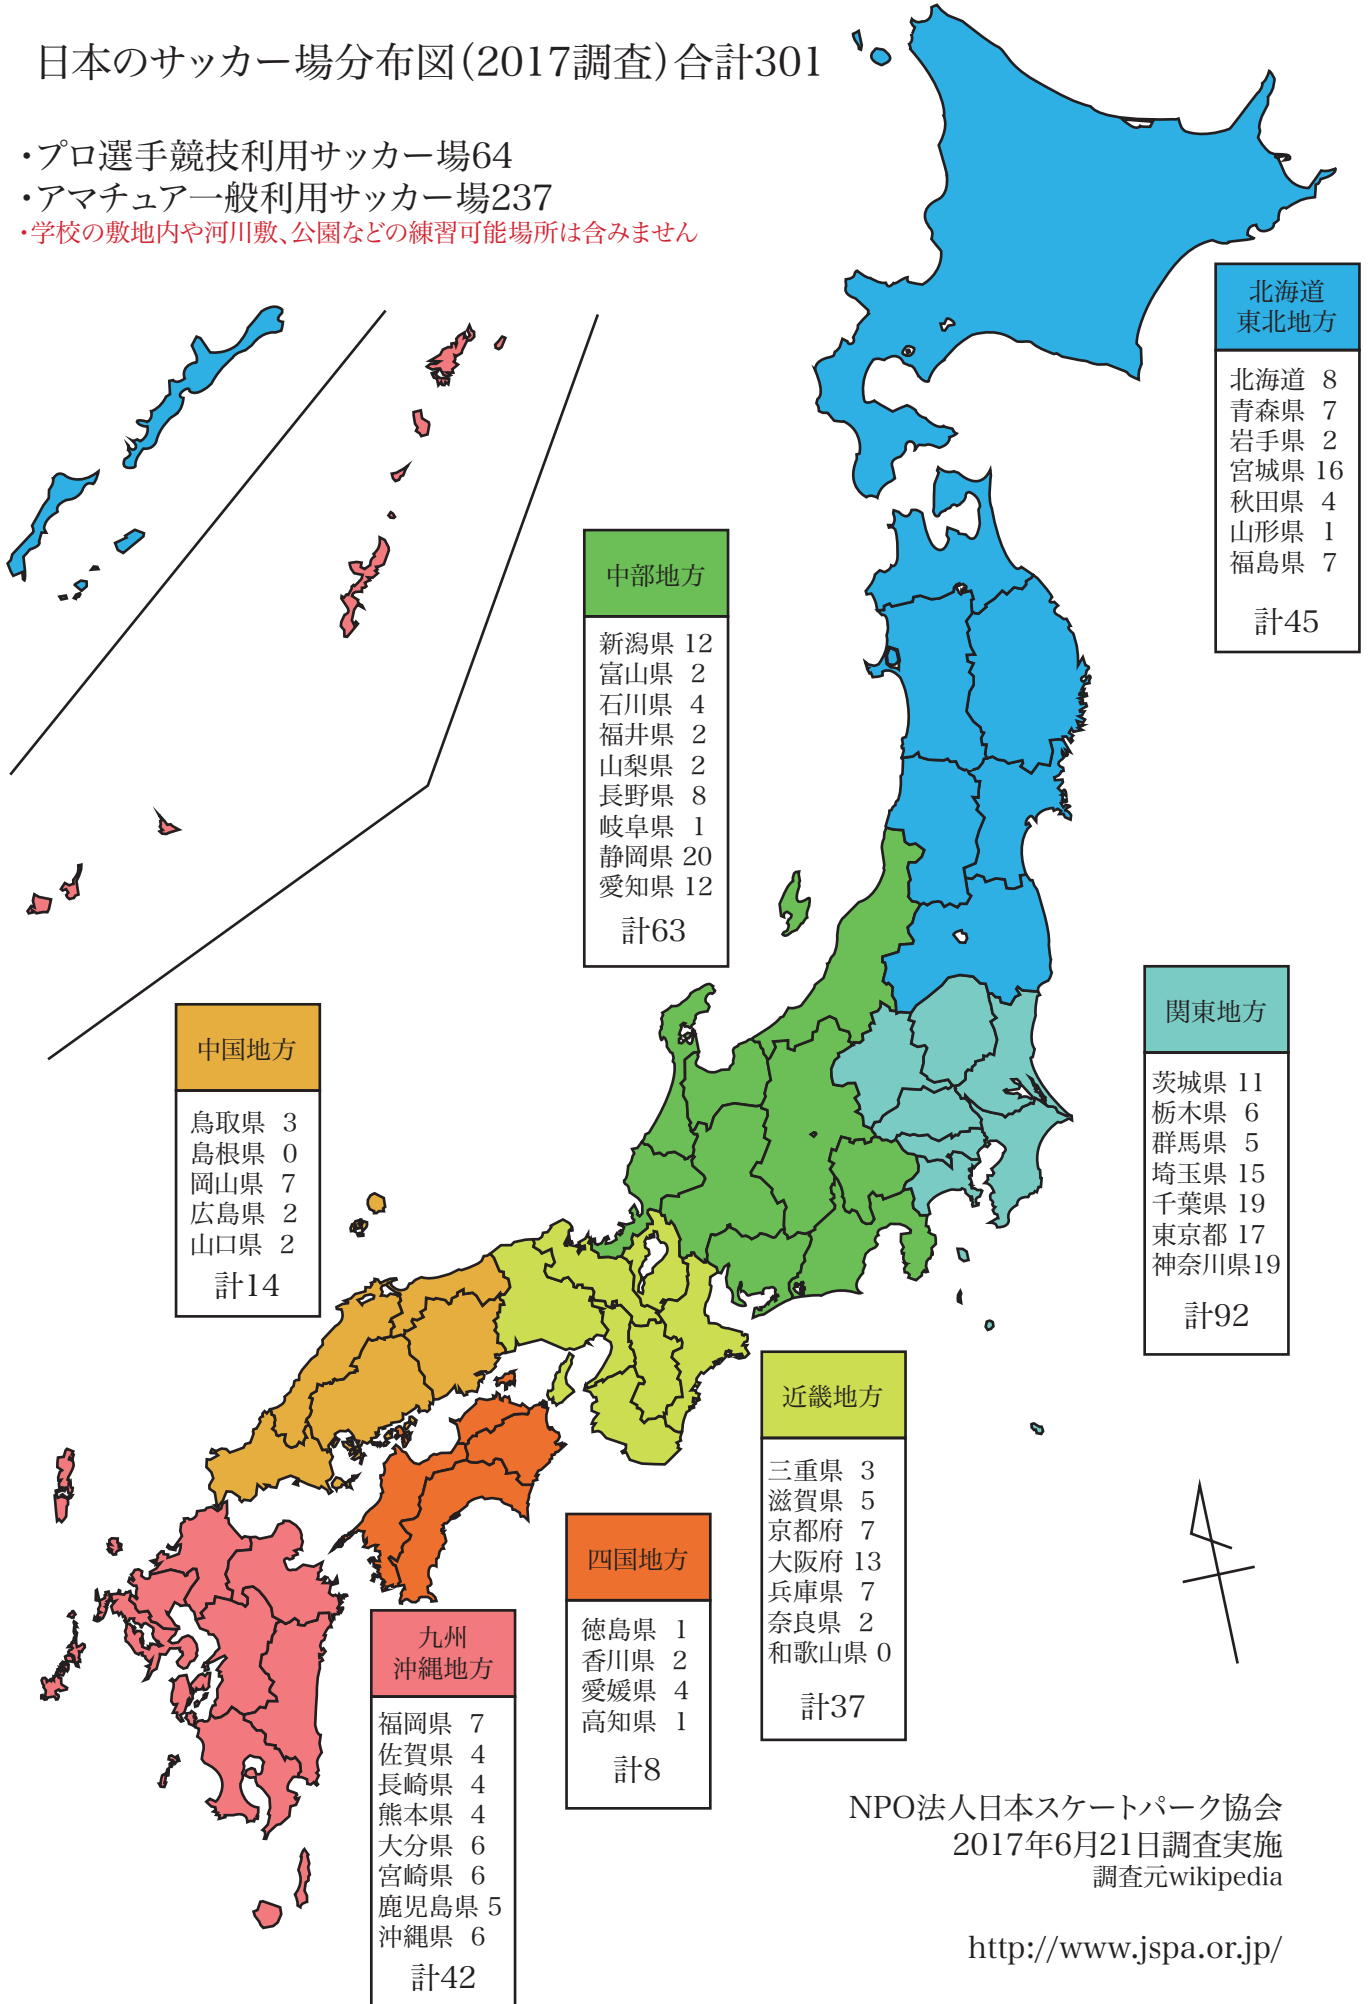 日本のサッカー場分布図(2017調査)合計301
・プロ選手競技利用サッカー場64
・アマチュア一般利用サッカー場237
・学校の敷地内や河川敷、公園などの練習可能場所は含みません
北海道
東北地方
北海道 8
青森県 7
岩手県 2
宮城県 16
秋田県 4
山形県 1
福島県 7
計45
中部地方
新潟県 12
富山県 2
石川県 4
福井県 2
山梨県 2
長野県 8
岐阜県 1
静岡県 20
愛知県 12
計63
関東地方
茨城県 11
栃木県 6
群馬県 5
埼玉県 15
千葉県 19
東京都 17
神奈川県19
計92
中国地方
鳥取県 3
島根県 0
岡山県 7
広島県 2
山口県 2
計14
近畿地方
三重県 3
滋賀県 5
京都府 7
大阪府 13
兵庫県 7
奈良県 2
和歌山県 0
計37
四国地方
徳島県 1
香川県 2
愛媛県 4
高知県 1
計8
九州
沖縄地方
福岡県 7
佐賀県 4
長崎県 4
熊本県 4
大分県 6
宮崎県 6
鹿児島県 5
沖縄県 6
計42
NPO法人日本スケートパーク協会
2017年6月21日調査実施
調査元wikipedia
http://www.jspa.or.jp/